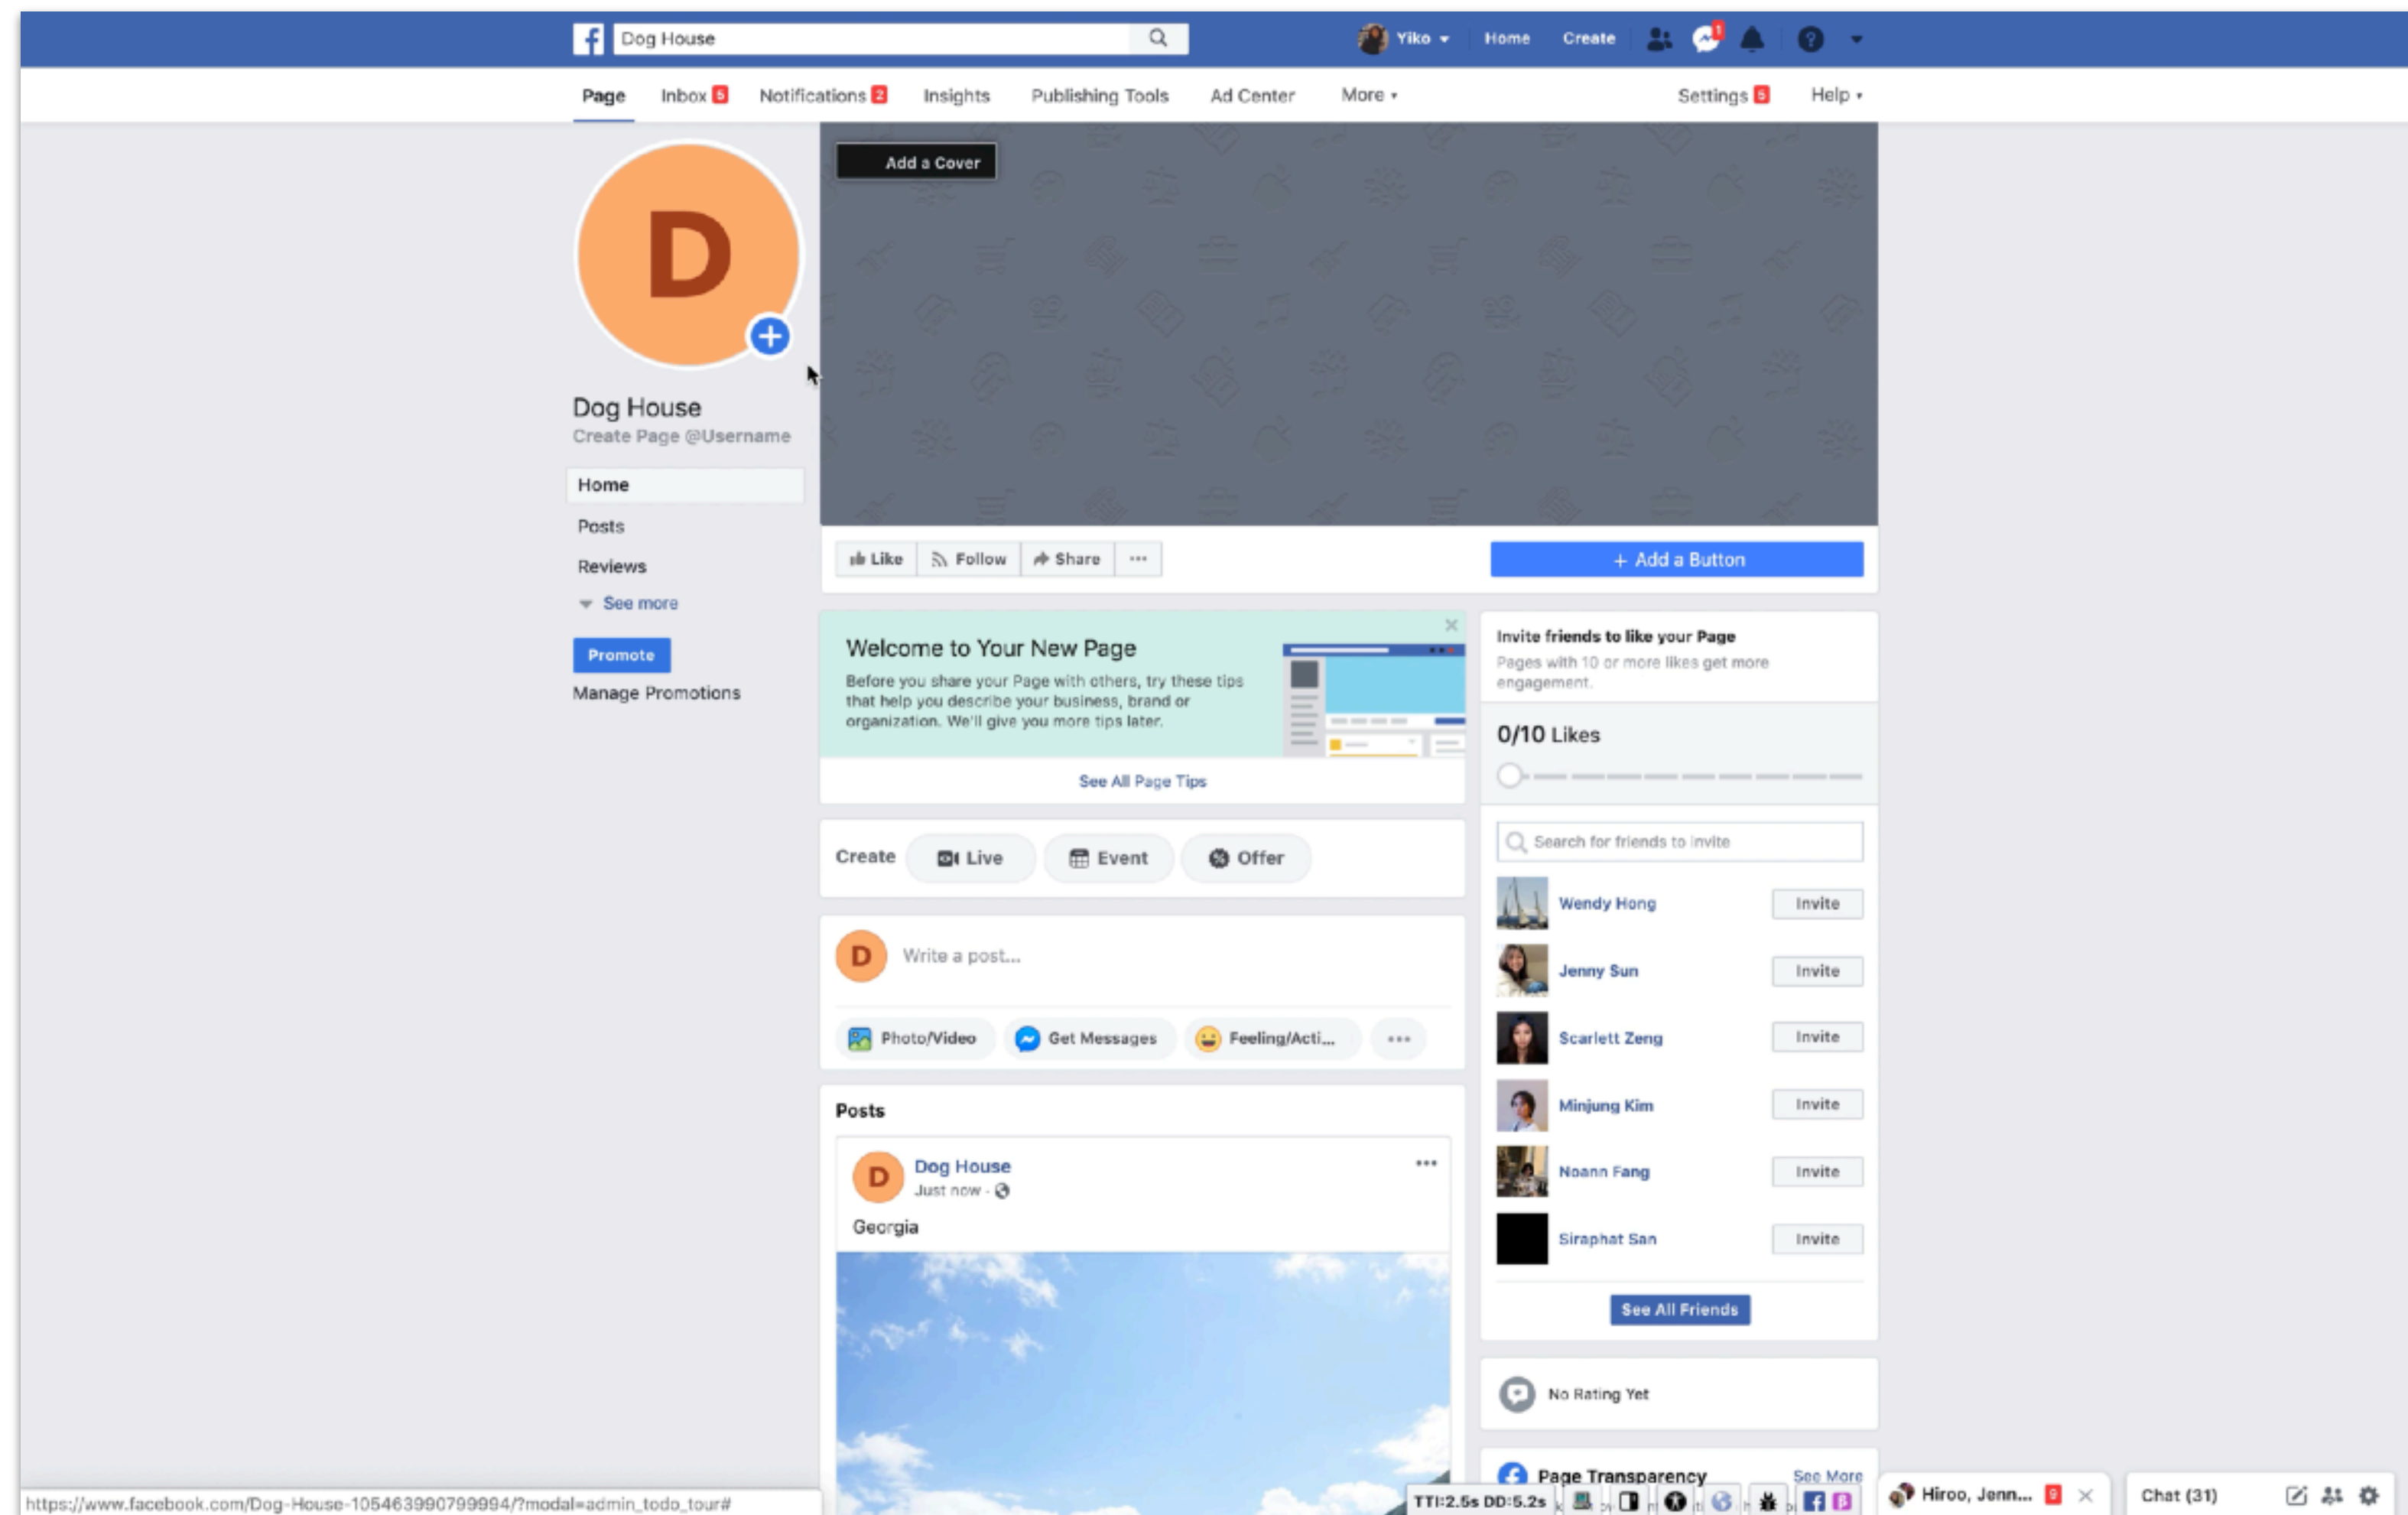 Dog House
Yiko
Home
Create
1
?
Page
Inbox 5
Notifications 2
Insights
Publishing Tools
Ad Center
More
Settings 5
Help
D
Dog House
Create Page @Username
Home
Posts
Reviews
See more
Promote
Manage Promotions
Add a Cover
Like
Follow
Share
...
+ Add a Button
Welcome to Your New Page
Before you share your Page with others, try these tips
that help you describe your business, brand or
organization. We'll give you more tips later.
See All Page Tips
Create
Live
Event
Offer
D
Write a post...
Photo/Video
Get Messages
Feeling/Acti...
...
Posts
D
Dog House
...
Just now ·
Georgia
Invite friends to like your Page
Pages with 10 or more likes get more
engagement.
0/10 Likes
Search for friends to invite
Wendy Hong
Invite
Jenny Sun
Invite
Scarlett Zeng
Invite
Minjung Kim
Invite
Noann Fang
Invite
Siraphat San
Invite
See All Friends
No Rating Yet
Page Transparency
See More
https://www.facebook.com/Dog-House-105463990799994/?modal=admin_todo_tour#
TTI:2.5s DD:5.2s
Hiroo, Jenn... 9
Chat (31)